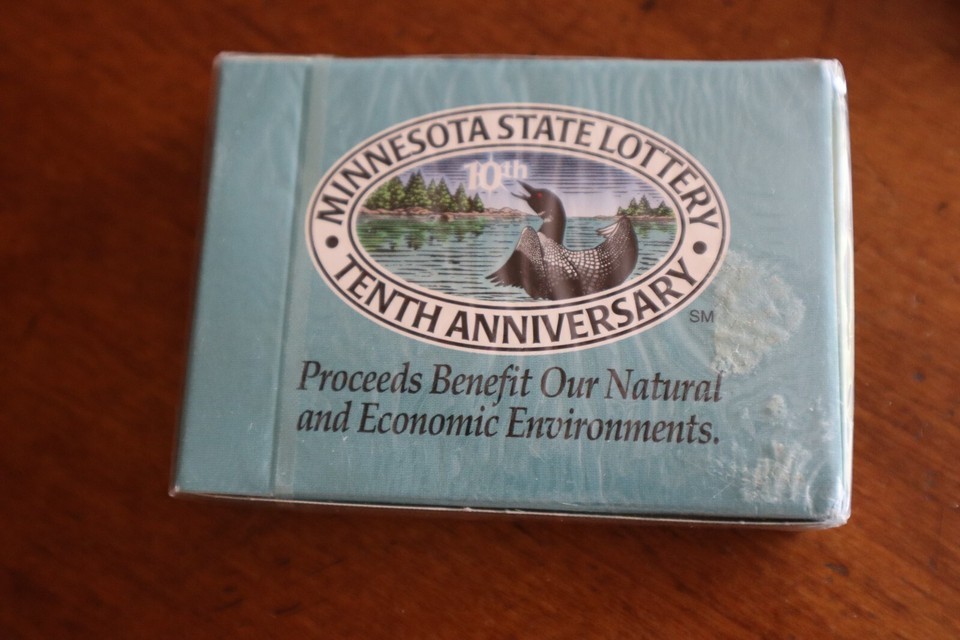 MINNESOTA STATE LOTTERY
10th
TENTH ANNIVERSARY
SM
Proceeds Benefit Our Natural
and Economic Environments.